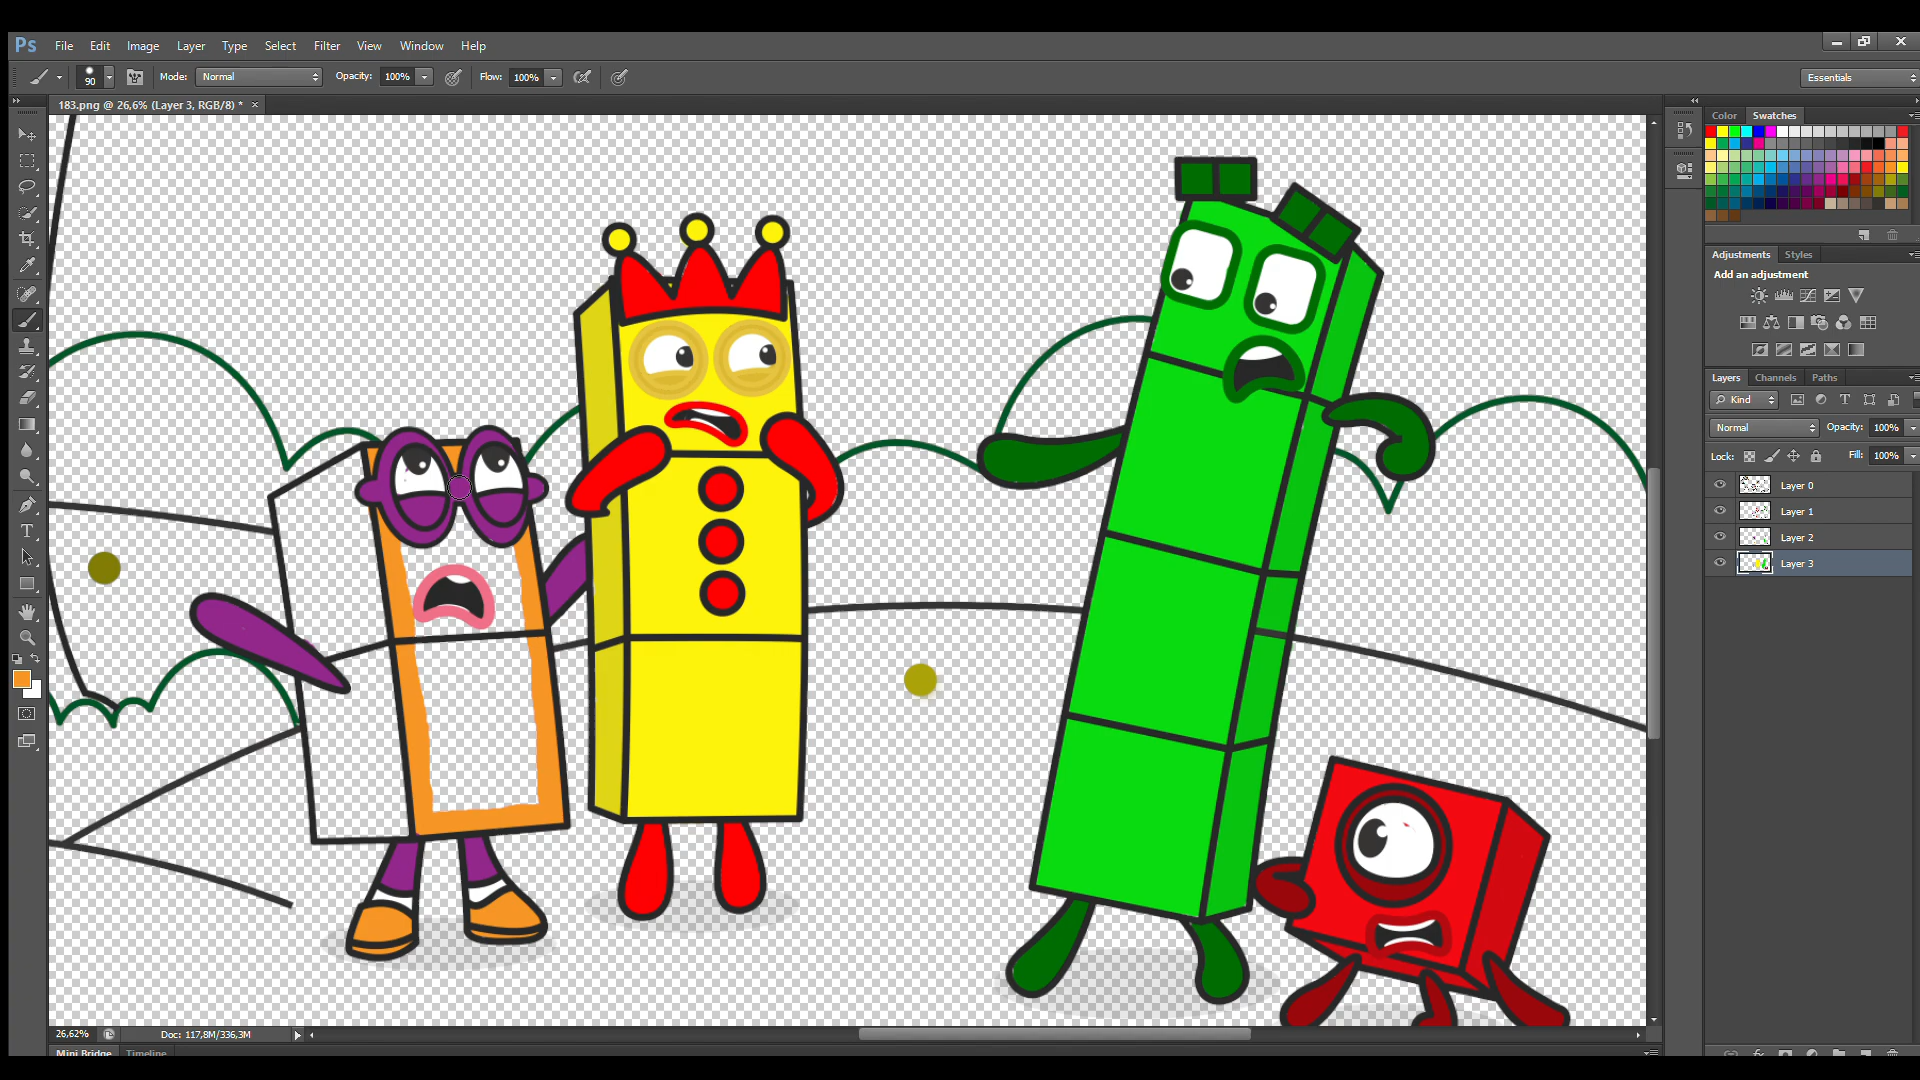 Ps File Edit Image Layer Type Select Filter View Window Help
90 Mode: Normal Opacity: 100% Flow: 100% Essentials
183.png @ 26,6% (Layer 3, RGB/8) *
Color Swatches
Adjustments Styles
Add an adjustment
Layers Channels Paths
Kind
Normal Opacity: 100%
Lock: Fill: 100%
Layer 0
Layer 1
Layer 2
Layer 3
26,62% Doc: 117,8M/336,3M
Mini Bridge Timeline